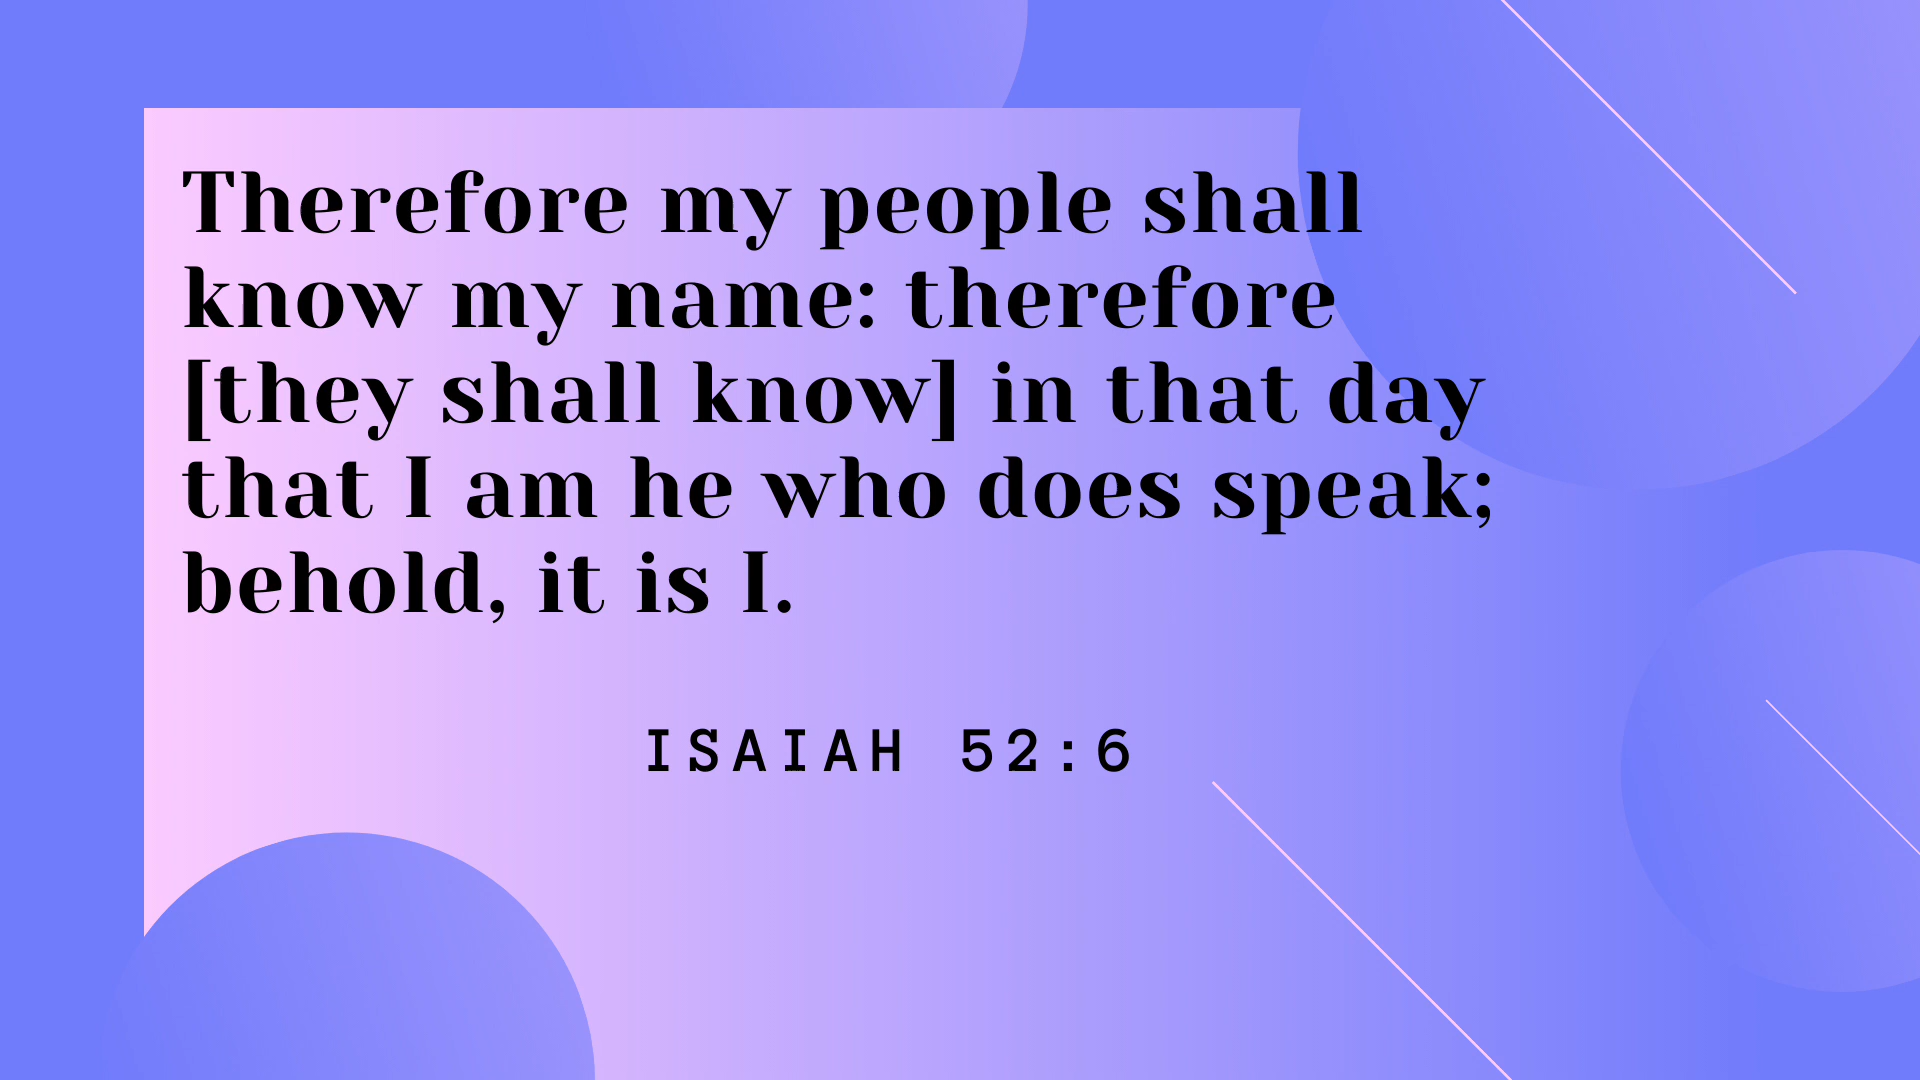 Therefore my people shall
know my name: therefore
[they shall know] in that day
that I am he who does speak;
behold, it is I.
ISAIAH 52:6